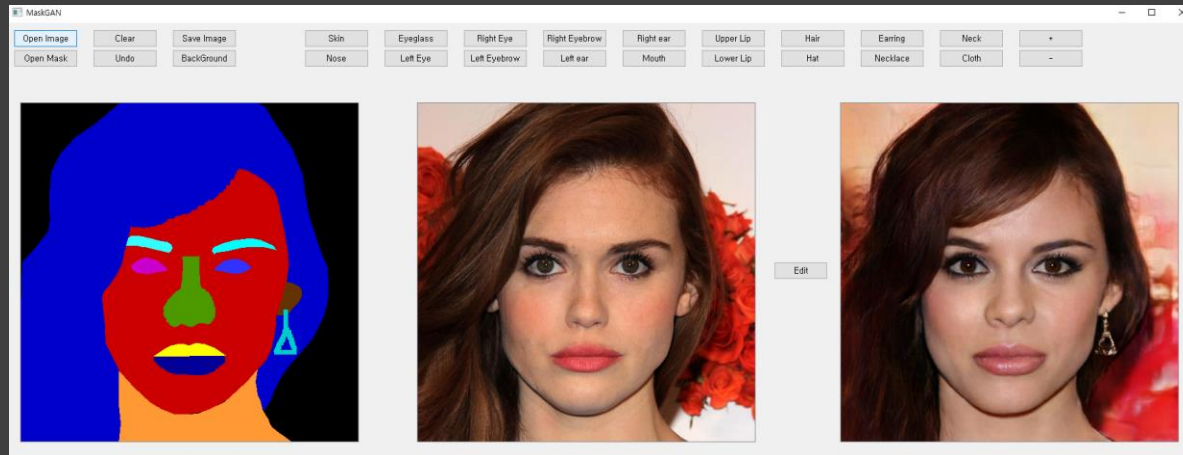 MaskGAN
Open Image Clear Save Image Skin Eyeglass Right Eye Right Eyebrow Right ear Upper Lip Hair Earring Neck +
Open Mask Undo BackGround Nose Left Eye Left Eyebrow Left ear Mouth Lower Lip Hat Necklace Cloth -
Edit